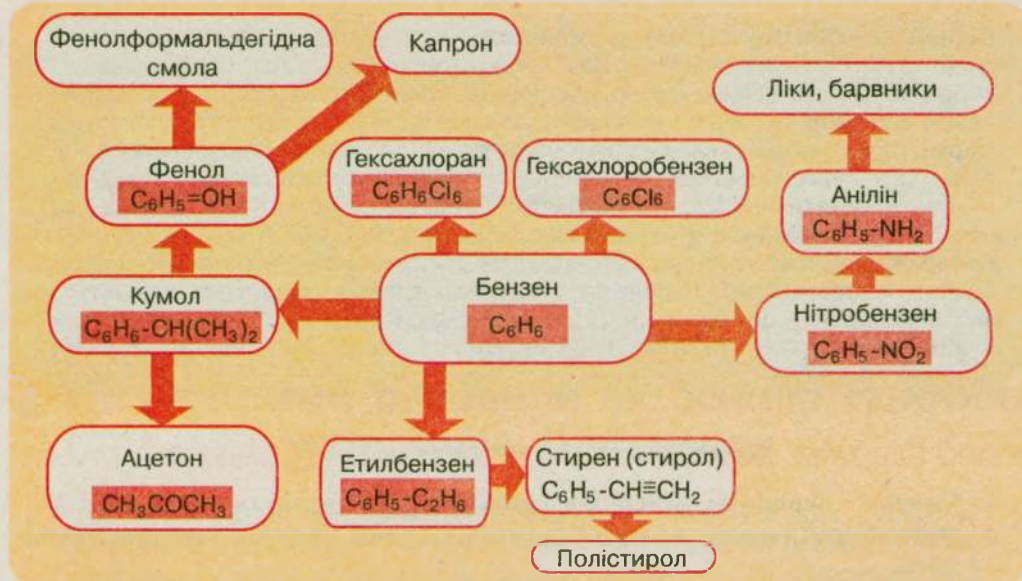 Фенолформальдегідна
смола
Капрон
Ліки, барвники
Фенол
C₆H₅=OH
Гексахлоран
C₆H₆Cl₆
Гексахлоробензен
C₆Cl₆
Анілін
C₆H₅-NH₂
Кумол
C₆H₆-CH(CH₃)₂
Бензен
C₆H₆
Нітробензен
C₆H₅-NO₂
Ацетон
CH₃COCH₃
Етилбензен
C₆H₅-C₂H₆
Стирен (стирол)
C₆H₅-CH≡CH₂
Полістирол